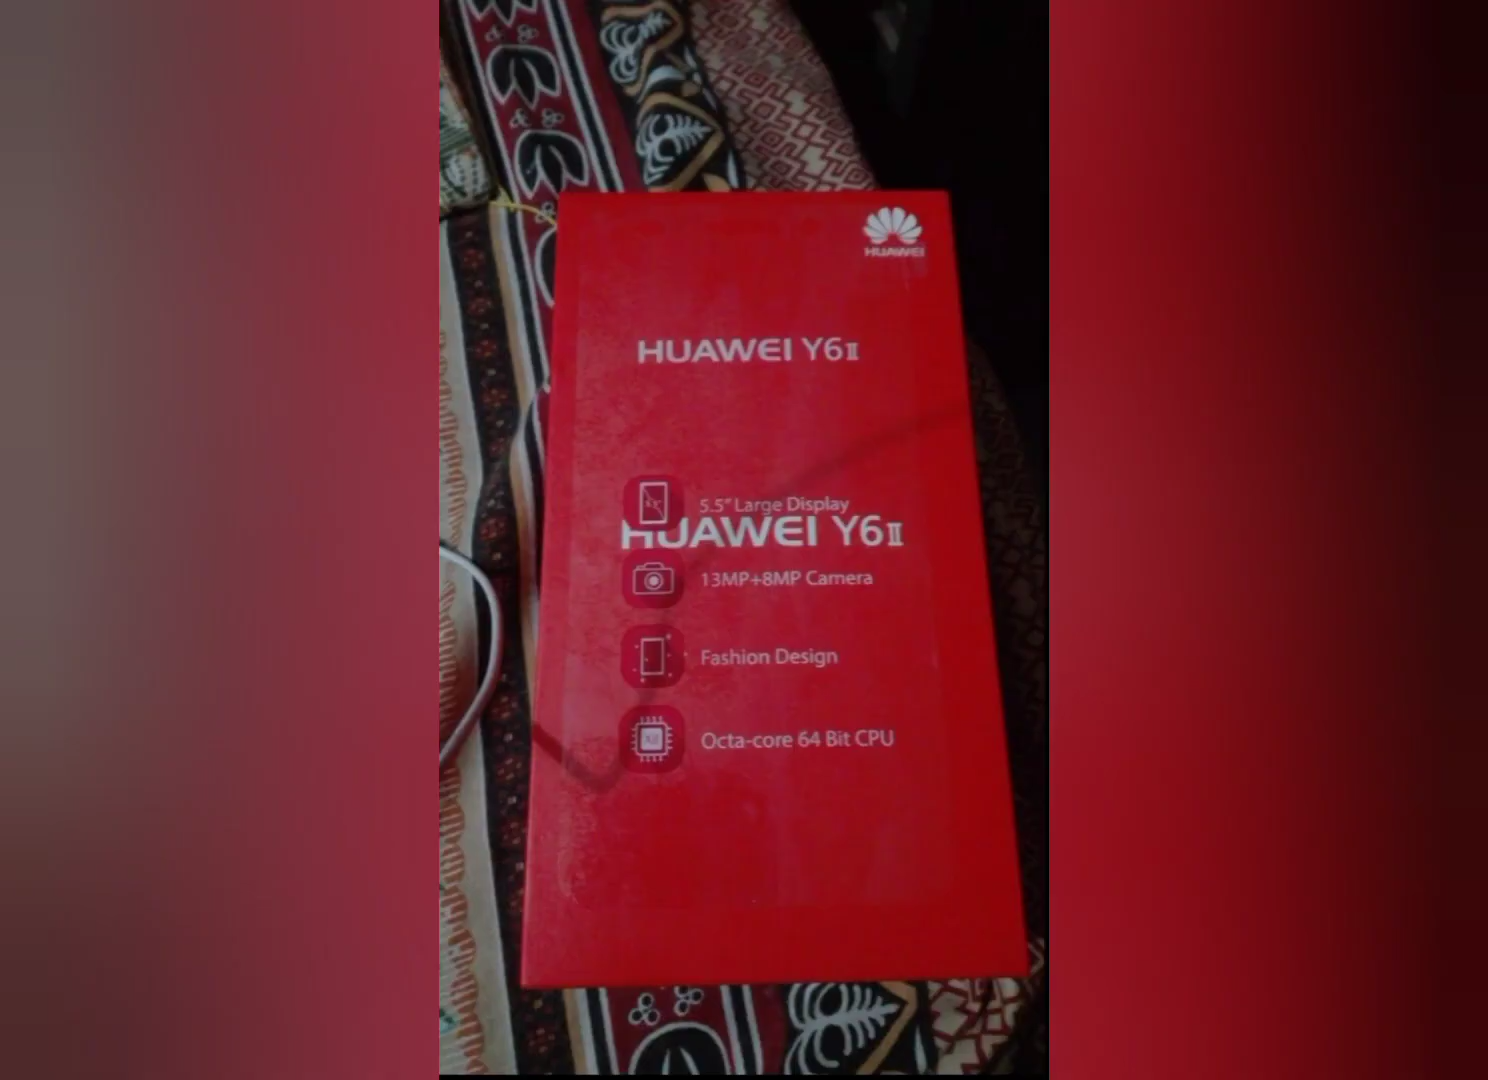 HUAWEI
HUAWEI Y6II
5.5" Large Display
HUAWEI Y6II
13MP+8MP Camera
Fashion Design
Octa-core 64 Bit CPU